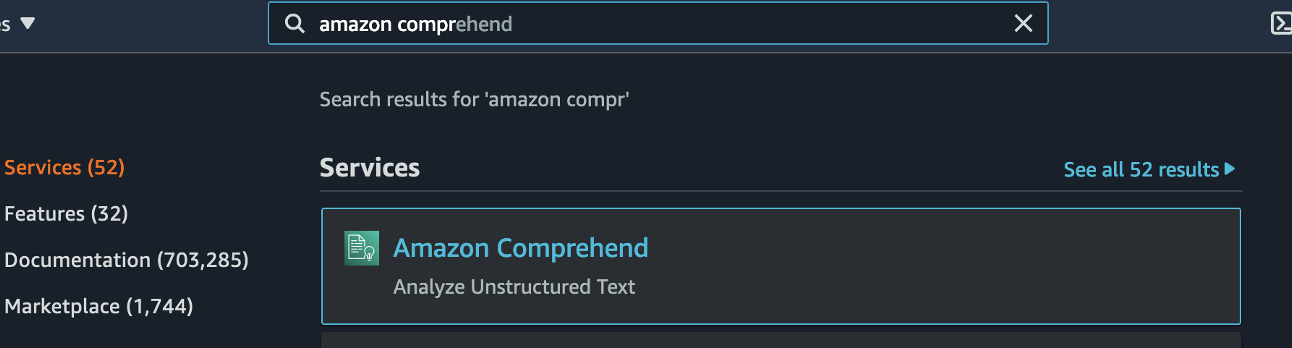 s ▼
amazon comprehend
Search results for 'amazon compr'
Services (52)
Features (32)
Documentation (703,285)
Marketplace (1,744)
Services
See all 52 results
Amazon Comprehend
Analyze Unstructured Text